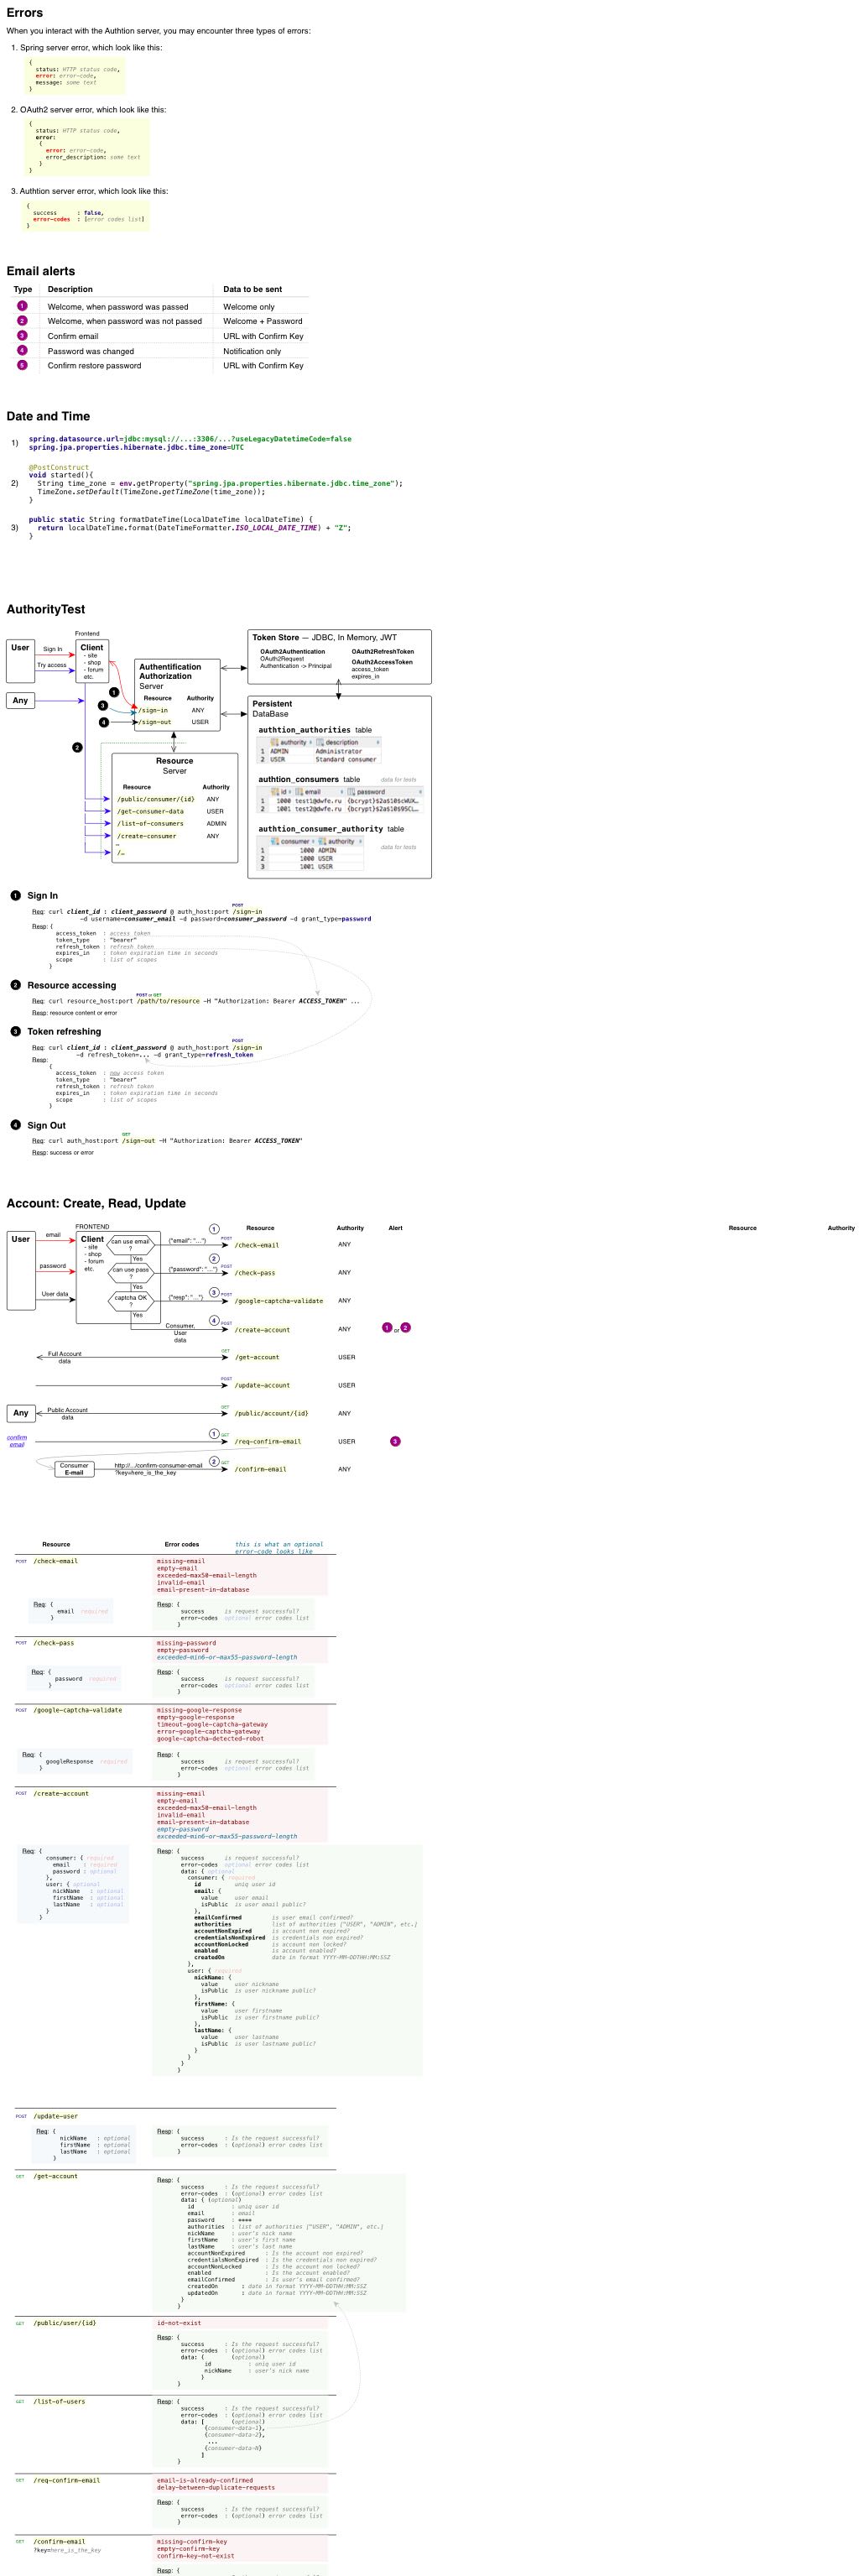 Errors
When you interact with the Authtion server, you may encounter three types of errors:
1. Spring server error, which look like this:
{
status: HTTP status code,
error: error-code,
message: some text
}
2. OAuth2 server error, which look like this:
{
status: HTTP status code,
error:
{
error: error-code,
error_description: some text
}
}
3. Authtion server error, which look like this:
{
success : false,
error-codes : [error codes list]
}
Email alerts
Type Description Data to be sent
1 Welcome, when password was passed Welcome only
2 Welcome, when password was not passed Welcome + Password
3 Confirm email URL with Confirm Key
4 Password was changed Notification only
5 Confirm restore password URL with Confirm Key
Date and Time
1) spring.datasource.url=jdbc:mysql://...:3306/...?useLegacyDatetimeCode=false
spring.jpa.properties.hibernate.jdbc.time_zone=UTC
@PostConstruct
void started(){
2) String time_zone = env.getProperty("spring.jpa.properties.hibernate.jdbc.time_zone");
TimeZone.setDefault(TimeZone.getTimeZone(time_zone));
}
public static String formatDateTime(LocalDateTime localDateTime) {
3) return localDateTime.format(DateTimeFormatter.ISO_LOCAL_DATE_TIME) + "Z";
}
AuthorityTest
Frontend
User
Sign In
Try access
Client
- site
- shop
- forum
etc.
Any
Authentification
Authorization
Server
Resource Authority
/sign-in ANY
/sign-out USER
1
3
4
2
Resource
Server
Resource Authority
/public/consumer/{id} ANY
/get-consumer-data USER
/list-of-consumers ADMIN
/create-consumer ANY
…
/…
Token Store — JDBC, In Memory, JWT
OAuth2Authentication
OAuth2Request
Authentication -> Principal
OAuth2RefreshToken
OAuth2AccessToken
access_token
expires_in
Persistent
DataBase
authtion_authorities table
authority description
1 ADMIN Administrator
2 USER Standard consumer
authtion_consumers table data for tests
id email password
1 1000 test1@dwfe.ru
2 1001 test2@dwfe.ru
authtion_consumer_authority table
data for tests
consumer authority
1 1000 ADMIN
2 1000 USER
3 1001 USER
1 Sign In
POST
Req: curl client_id : client_password @ auth_host:port /sign-in
-d username=consumer_email -d password=consumer_password -d grant_type=password
Resp: {
access_token : access token
token_type : "bearer"
refresh_token : refresh token
expires_in : token expiration time in seconds
scope : list of scopes
}
2 Resource accessing
POST or GET
Req: curl resource_host:port /path/to/resource -H "Authorization: Bearer ACCESS_TOKEN" ...
Resp: resource content or error
3 Token refreshing
POST
Req: curl client_id : client_password @ auth_host:port /sign-in
-d refresh_token=... -d grant_type=refresh_token
Resp:
{
access_token : new access token
token_type : "bearer"
refresh_token : refresh token
expires_in : token expiration time in seconds
scope : list of scopes
}
4 Sign Out
GET
Req: curl auth_host:port /sign-out -H "Authorization: Bearer ACCESS_TOKEN"
Resp: success or error
Account: Create, Read, Update
FRONTEND
Resource Authority Alert
Resource Authority
User
email
password
User data
Client
- site
- shop
- forum
etc.
can use email ?
Yes
can use pass ?
Yes
captcha OK ?
Yes
1 {"email": "..."} POST /check-email ANY
2 {"password": "..."} POST /check-pass ANY
3 {"resp": "..."} POST /google-captcha-validate ANY
4 Consumer, User data POST /create-account ANY 1 or 2
Full Account data GET /get-account USER
POST /update-account USER
Any Public Account data GET /public/account/{id} ANY
confirm email 1 GET /req-confirm-email USER 3
Consumer E-mail http://.../confirm-consumer-email ?key=here_is_the_key 2 GET /confirm-email ANY
Resource Error codes this is what an optional
error-code looks like
POST /check-email missing-email
empty-email
exceeded-max50-email-length
invalid-email
email-present-in-database
Req: {
email required
}
Resp: {
success is request successful?
error-codes optional error codes list
}
POST /check-pass missing-password
empty-password
exceeded-min6-or-max55-password-length
Req: {
password required
}
Resp: {
success is request successful?
error-codes optional error codes list
}
POST /google-captcha-validate missing-google-response
empty-google-response
timeout-google-captcha-gateway
error-google-captcha-gateway
google-captcha-detected-robot
Req: {
googleResponse required
}
Resp: {
success is request successful?
error-codes optional error codes list
}
POST /create-account missing-email
empty-email
exceeded-max50-email-length
invalid-email
email-present-in-database
empty-password
exceeded-min6-or-max55-password-length
Req: {
consumer: { required
email : required
password : optional
},
user: { optional
nickName : optional
firstName : optional
lastName : optional
}
}
Resp: {
success is request successful?
error-codes optional error codes list
data: { optional
consumer: { required
id uniq user id
email: {
value user email
isPublic is user email public?
},
emailConfirmed is user email confirmed?
authorities list of authorities ["USER", "ADMIN", etc.]
accountNonExpired is account non expired?
credentialsNonExpired is credentials non expired?
accountNonLocked is account non locked?
enabled is account enabled?
createdOn date in format YYYY-MM-DDTHH:MM:SSZ
},
user: { required
nickName: {
value user nickname
isPublic is user nickname public?
},
firstName: {
value user firstname
isPublic is user firstname public?
},
lastName: {
value user lastname
isPublic is user lastname public?
}
}
}
}
POST /update-user
Req: {
nickName : optional
firstName : optional
lastName : optional
}
Resp: {
success : Is the request successful?
error-codes : (optional) error codes list
}
GET /get-account
Resp: {
success : Is the request successful?
error-codes : (optional) error codes list
data: { (optional)
id : uniq user id
email : email
password : ****
authorities : list of authorities ["USER", "ADMIN", etc.]
nickName : user's nick name
firstName : user's first name
lastName : user's last name
accountNonExpired : Is the account non expired?
credentialsNonExpired : Is the credentials non expired?
accountNonLocked : Is the account non locked?
enabled : Is the account enabled?
emailConfirmed : Is user's email confirmed?
createdOn : date in format YYYY-MM-DDTHH:MM:SSZ
updatedOn : date in format YYYY-MM-DDTHH:MM:SSZ
}
}
GET /public/user/{id} id-not-exist
Resp: {
success : Is the request successful?
error-codes : (optional) error codes list
data: { (optional)
id : uniq user id
nickName : user's nick name
}
}
GET /list-of-users
Resp: {
success : Is the request successful?
error-codes : (optional) error codes list
data: [ (optional)
{consumer-data-1},
{consumer-data-2},
...
{consumer-data-N}
]
}
GET /req-confirm-email email-is-already-confirmed
delay-between-duplicate-requests
Resp: {
success : Is the request successful?
error-codes : (optional) error codes list
}
GET /confirm-email missing-confirm-key
?key=here_is_the_key empty-confirm-key
confirm-key-not-exist
Resp: {